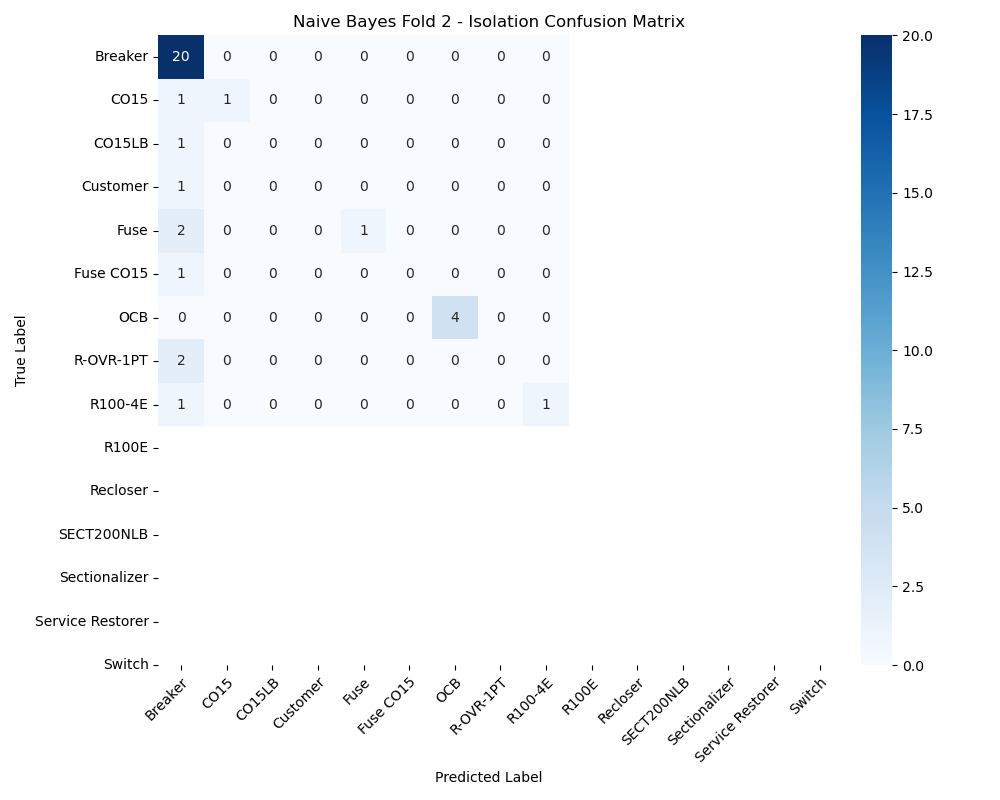 Naive Bayes Fold 2 - Isolation Confusion Matrix
True Label
Breaker 20 0 0 0 0 0 0 0 0
CO15 1 1 0 0 0 0 0 0 0
CO15LB 1 0 0 0 0 0 0 0 0
Customer 1 0 0 0 0 0 0 0 0
Fuse 2 0 0 0 1 0 0 0 0
Fuse CO15 1 0 0 0 0 0 0 0 0
OCB 0 0 0 0 0 0 4 0 0
R-OVR-1PT 2 0 0 0 0 0 0 0 0
R100-4E 1 0 0 0 0 0 0 0 1
R100E
Recloser
SECT200NLB
Sectionalizer
Service Restorer
Switch
Breaker
CO15
CO15LB
Customer
Fuse
Fuse CO15
OCB
R-OVR-1PT
R100-4E
R100E
Recloser
SECT200NLB
Sectionalizer
Service Restorer
Switch
Predicted Label
20.0
17.5
15.0
12.5
10.0
7.5
5.0
2.5
0.0